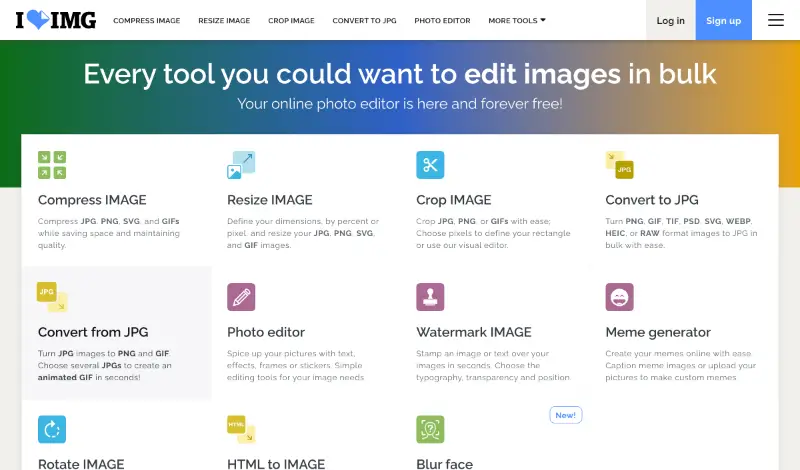 I IMG
COMPRESS IMAGE
RESIZE IMAGE
CROP IMAGE
CONVERT TO JPG
PHOTO EDITOR
MORE TOOLS
Log in
Sign up
Every tool you could want to edit images in bulk
Your online photo editor is here and forever free!
Compress IMAGE
Compress JPG, PNG, SVG, and GIFs
while saving space and maintaining
quality.
Resize IMAGE
Define your dimensions, by percent or
pixel, and resize your JPG, PNG, SVG,
and GIF images.
Crop IMAGE
Crop JPG, PNG, or GIFs with ease;
Choose pixels to define your rectangle
or use our visual editor.
JPG
Convert to JPG
Turn PNG, GIF, TIF, PSD, SVG, WEBP,
HEIC, or RAW format images to JPG in
bulk with ease.
JPG
Convert from JPG
Turn JPG images to PNG and GIF.
Choose several JPGs to create an
animated GIF in seconds!
Photo editor
Spice up your pictures with text,
effects, frames or stickers. Simple
editing tools for your image needs
Watermark IMAGE
Stamp an image or text over your
images in seconds. Choose the
typography, transparency and position.
Meme generator
Create your memes online with ease.
Caption meme images or upload your
pictures to make custom memes.
Rotate IMAGE
HTML
HTML to IMAGE
New!
Blur face